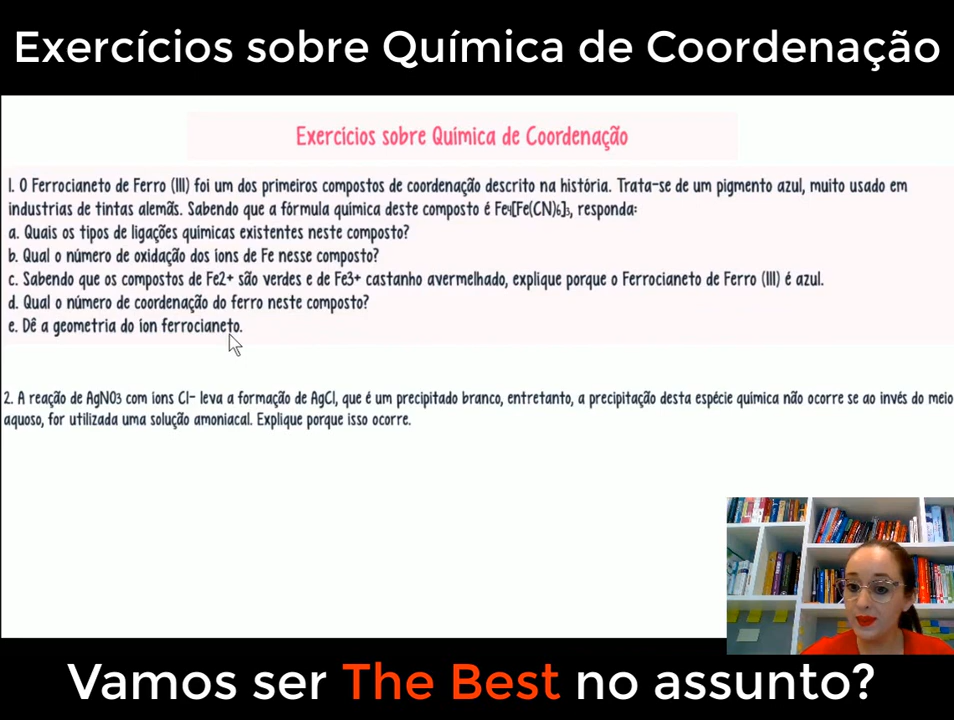 Exercícios sobre Química de Coordenação
Exercícios sobre Química de Coordenação
1. O Ferrocianeto de Ferro (III) foi um dos primeiros compostos de coordenação descrito na história. Trata-se de um pigmento azul, muito usado em
industrias de tintas alemãs. Sabendo que a fórmula química deste composto é Fe4[Fe(CN)6]3, responda:
a. Quais os tipos de ligações químicas existentes neste composto?
b. Qual o número de oxidação dos íons de Fe nesse composto?
c. Sabendo que os compostos de Fe2+ são verdes e de Fe3+ castanho avermelhado, explique porque o Ferrocianeto de Ferro (III) é azul.
d. Qual o número de coordenação do ferro neste composto?
e. Dê a geometria do íon ferrocianeto.
2. A reação de AgNO3 com íons Cl- leva a formação de AgCl, que é um precipitado branco, entretanto, a precipitação desta espécie química não ocorre se ao invés do meio
aquoso, for utilizada uma solução amoniacal. Explique porque isso ocorre.
Vamos ser The Best no assunto?